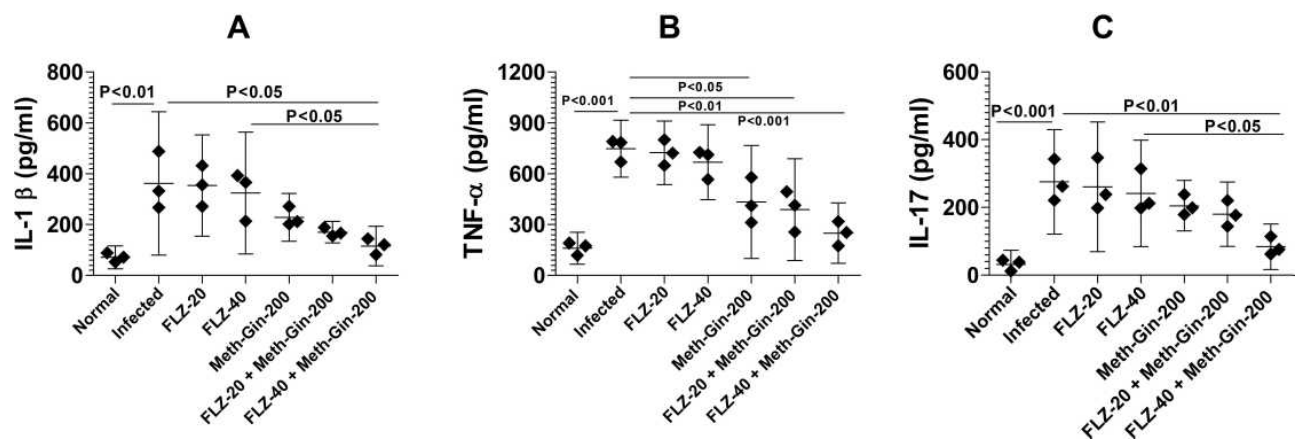 A
IL-1 β (pg/ml)
800
600
400
200
0
P<0.01
P<0.05
P<0.05
Normal
Infected
FLZ-20
FLZ-40
Meth-Gin-200
FLZ-20 + Meth-Gin-200
FLZ-40 + Meth-Gin-200
B
TNF-α (pg/ml)
1200
900
600
300
0
P<0.001
P<0.05
P<0.01
P<0.001
Normal
Infected
FLZ-20
FLZ-40
Meth-Gin-200
FLZ-20 + Meth-Gin-200
FLZ-40 + Meth-Gin-200
C
IL-17 (pg/ml)
600
400
200
0
P<0.001
P<0.01
P<0.05
Normal
Infected
FLZ-20
FLZ-40
Meth-Gin-200
FLZ-20 + Meth-Gin-200
FLZ-40 + Meth-Gin-200